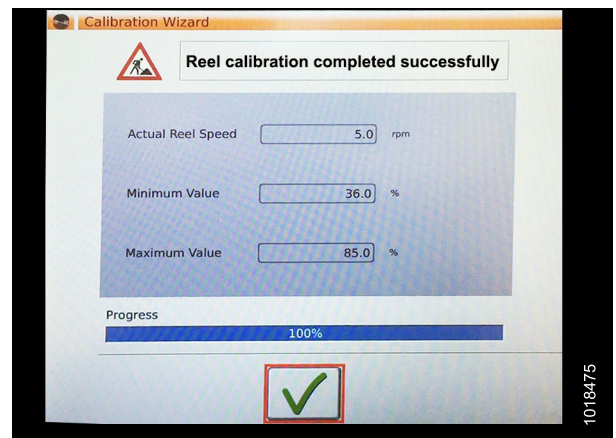 Calibration Wizard
Reel calibration completed successfully
Actual Reel Speed 5.0 rpm
Minimum Value 36.0 %
Maximum Value 85.0 %
Progress
100%
1018475